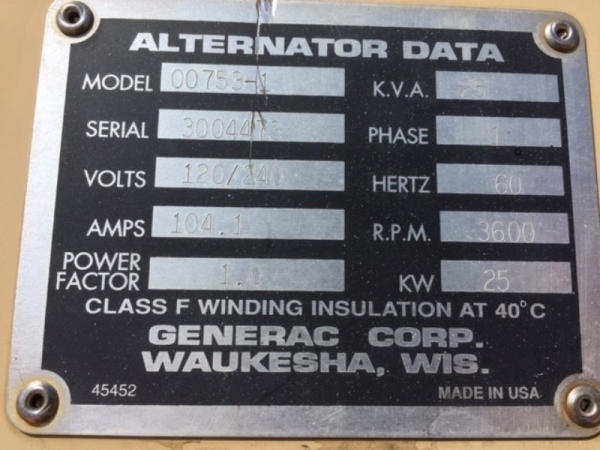 ALTERNATOR DATA
MODEL 00753-1 K.V.A. 25
SERIAL 3004473 PHASE 1
VOLTS 120/240 HERTZ 60
AMPS 104.1 R.P.M. 3600
POWER FACTOR 1.0 KW 25
CLASS F WINDING INSULATION AT 40°C
GENERAC CORP.
WAUKESHA, WIS.
45452 MADE IN USA